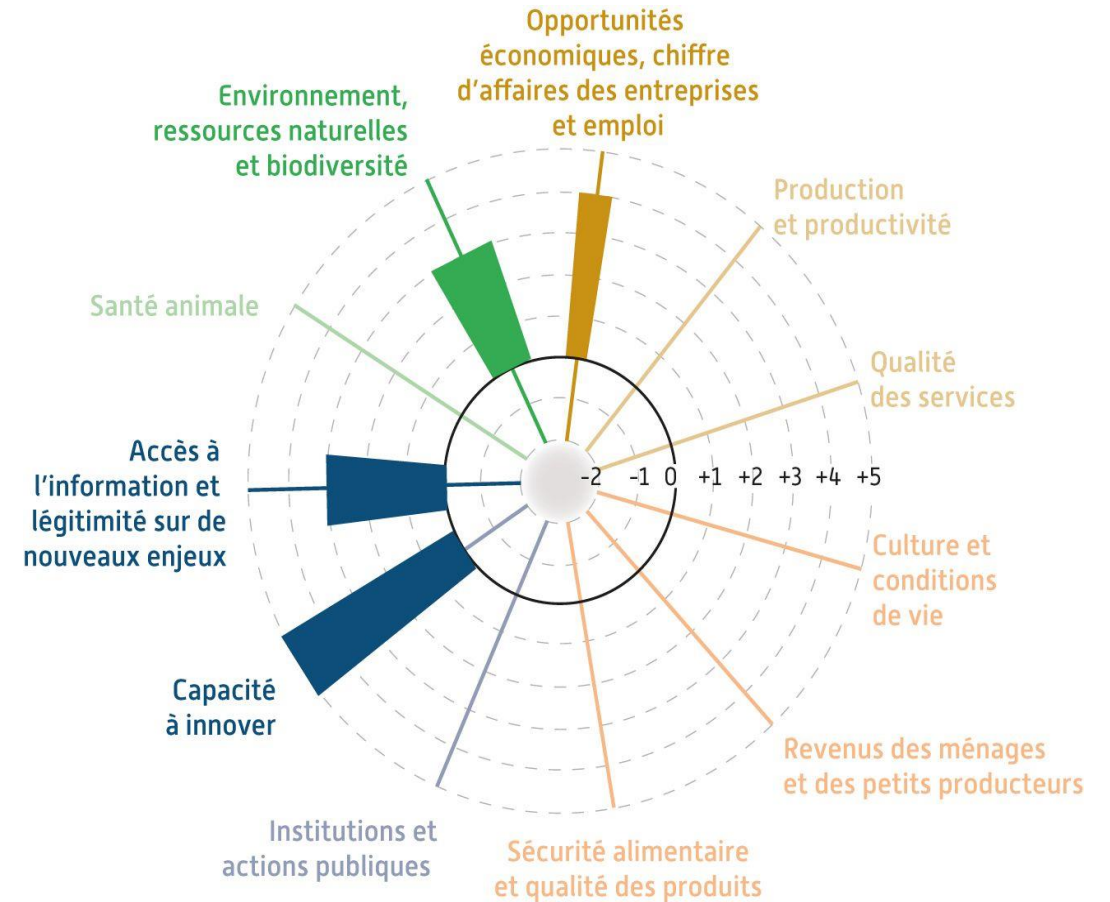 Opportunités
économiques, chiffre
d'affaires des entreprises
et emploi
Environnement,
ressources naturelles
et biodiversité
Production
et productivité
Santé animale
Qualité
des services
Accès à
l'information et
légitimité sur de
nouveaux enjeux
-2 -1 0 +1 +2 +3 +4 +5
Culture et
conditions
de vie
Capacité
à innover
Revenus des ménages
et des petits producteurs
Institutions et
actions publiques
Sécurité alimentaire
et qualité des produits